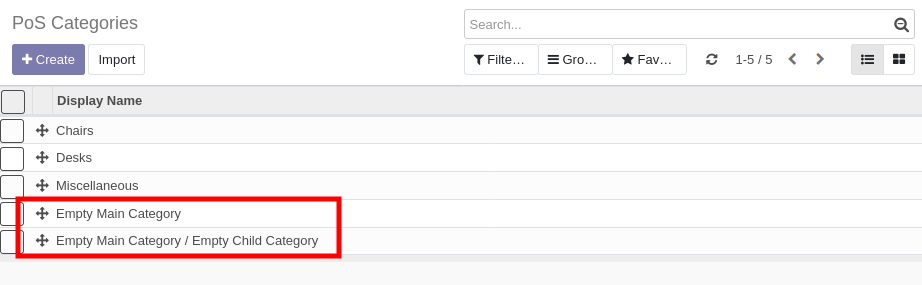 PoS Categories
Search...
Create Import
Filte... Gro... Fav... 1-5 / 5
Display Name
Chairs
Desks
Miscellaneous
Empty Main Category
Empty Main Category / Empty Child Category